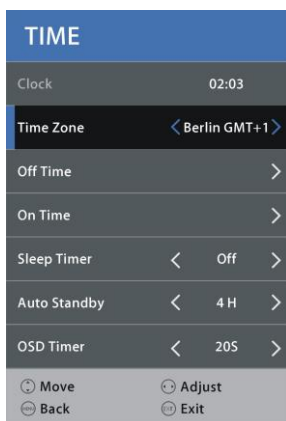 TIME
Clock 02:03
Time Zone Berlin GMT+1
Off Time
On Time
Sleep Timer Off
Auto Standby 4 H
OSD Timer 20S
Move Adjust
Back Exit